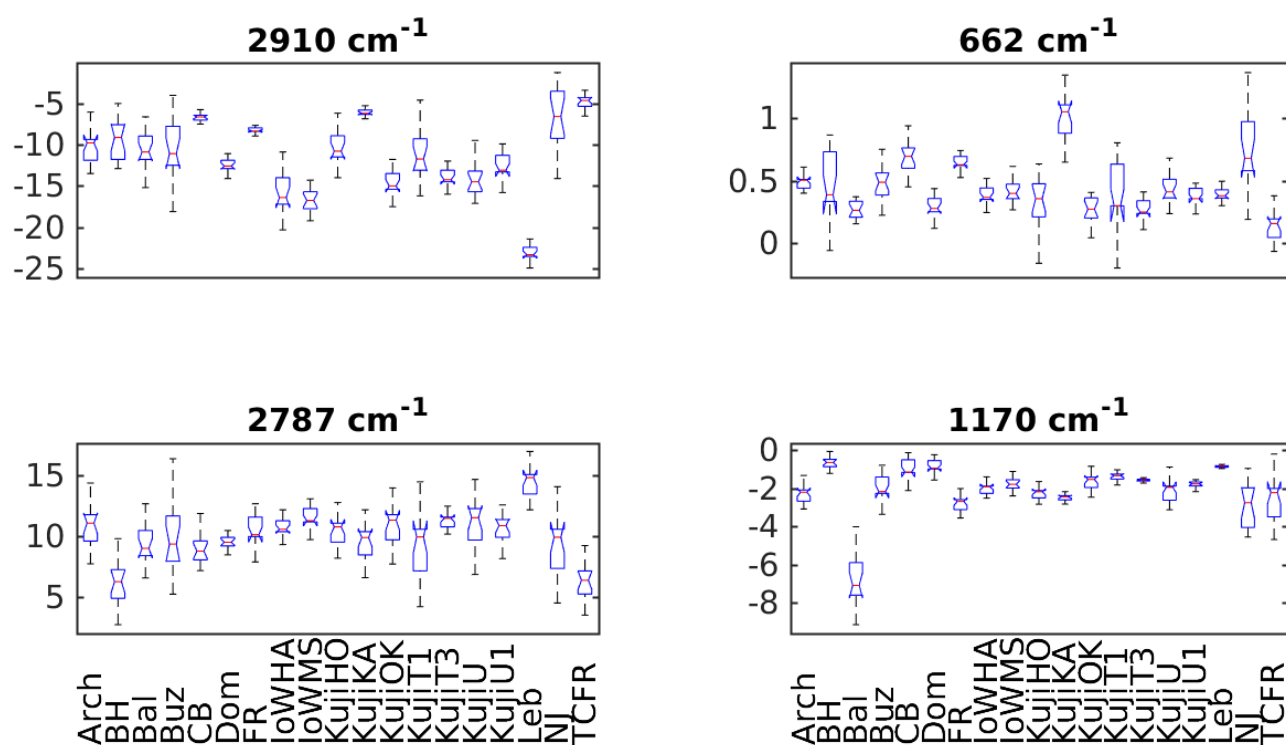 2910 cm-1
-5
-10
-15
-20
-25
662 cm-1
1
0.5
0
2787 cm-1
15
10
5
Arch
BH
Bal
Buz
CB
Dom
FR
IoWHA
IoWMS
KujiHO
KujiKA
KujiOK
KujiT1
KujiT3
KujiU
KujiU1
Leb
NJ
TCFR
1170 cm-1
0
-2
-4
-6
-8
Arch
BH
Bal
Buz
CB
Dom
FR
IoWHA
IoWMS
KujiHO
KujiKA
KujiOK
KujiT1
KujiT3
KujiU
KujiU1
Leb
NJ
TCFR